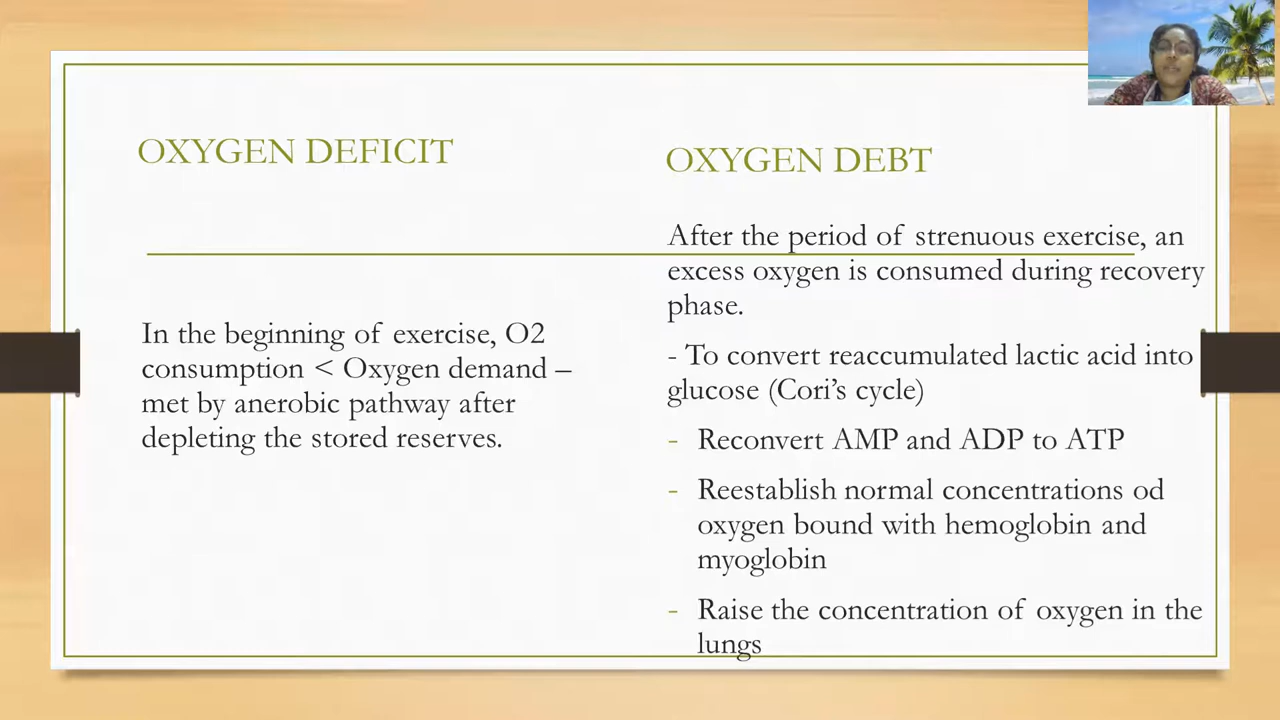 OXYGEN DEFICIT
In the beginning of exercise, O2
consumption < Oxygen demand –
met by anerobic pathway after
depleting the stored reserves.
OXYGEN DEBT
After the period of strenuous exercise, an
excess oxygen is consumed during recovery
phase.
- To convert reaccumulated lactic acid into
glucose (Cori’s cycle)
- Reconvert AMP and ADP to ATP
- Reestablish normal concentrations od
oxygen bound with hemoglobin and
myoglobin
- Raise the concentration of oxygen in the
lungs